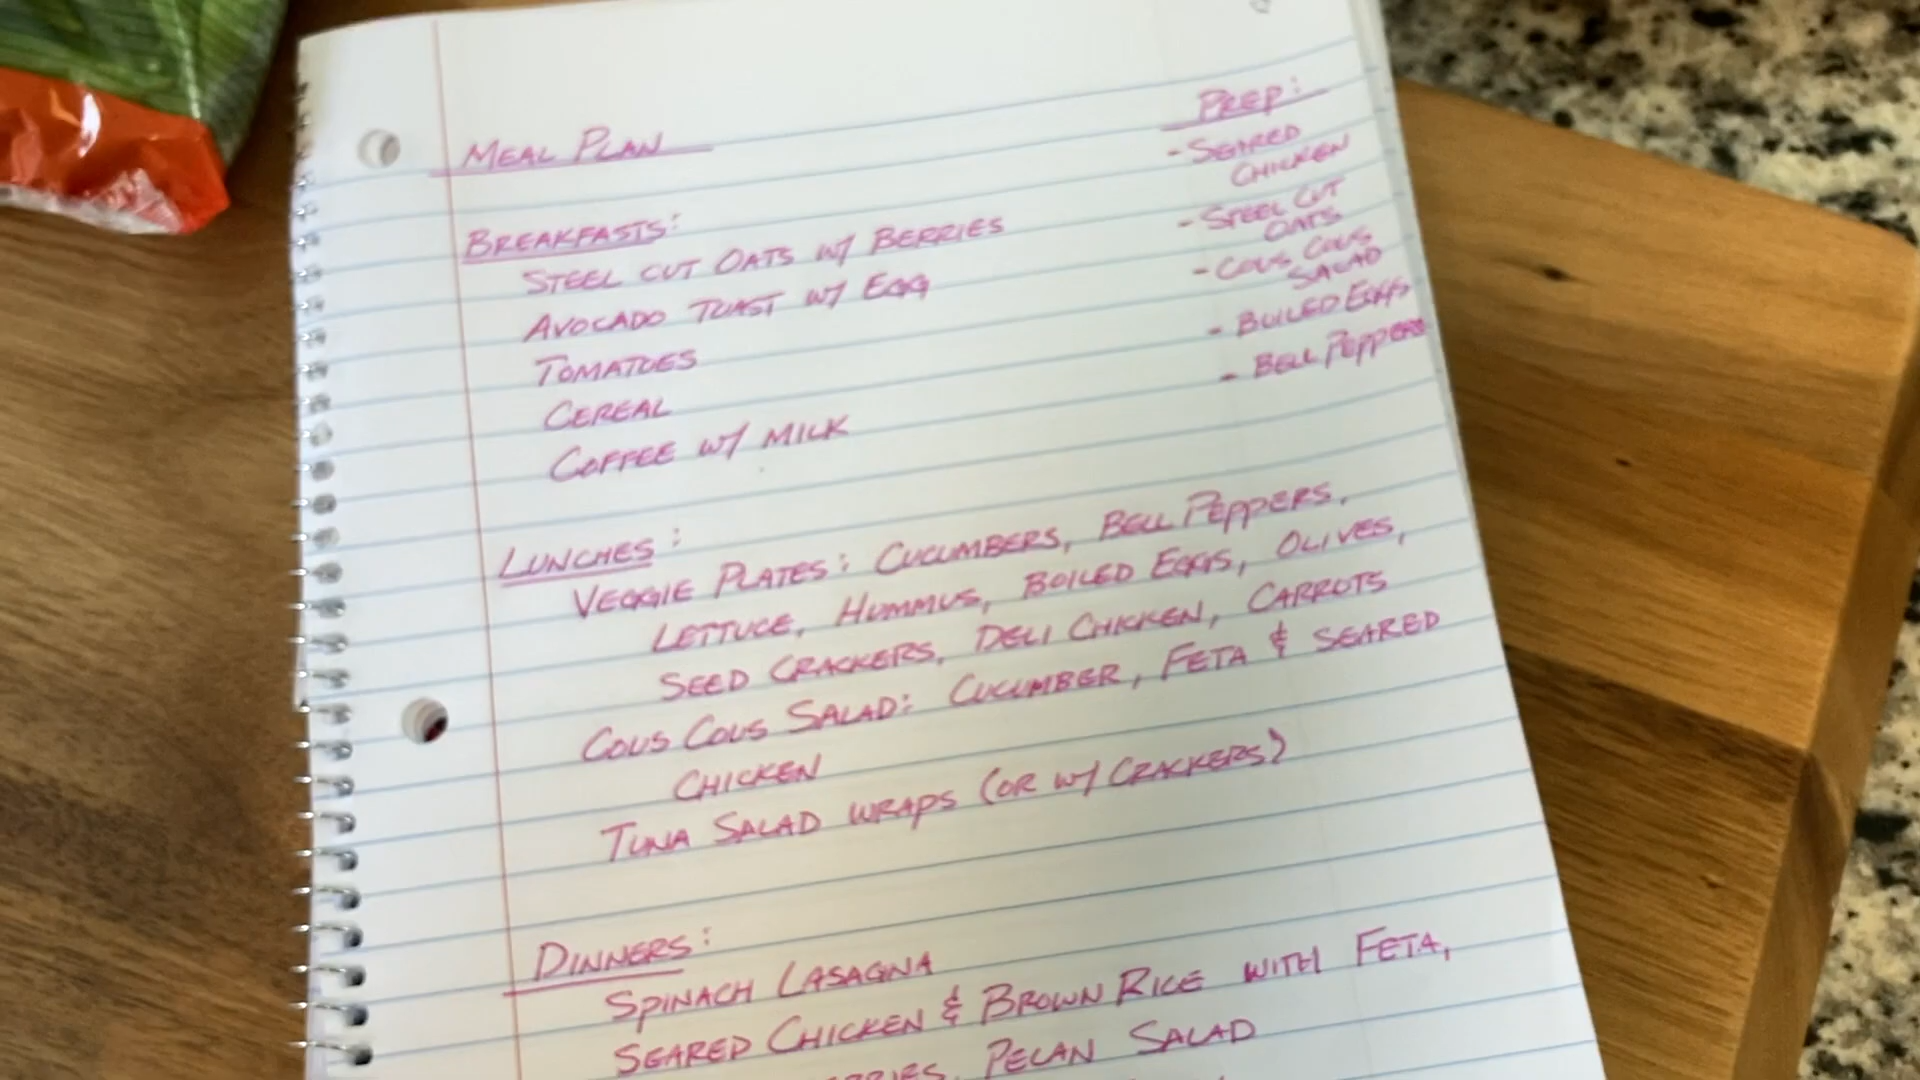 MEAL PLAN
BREAKFASTS:
STEEL CUT OATS W/ BERRIES
AVOCADO TOAST W/ EGG
TOMATOES
CEREAL
COFFEE W/ MILK
PREP:
- SEARED
CHICKEN
- STEEL CUT
OATS
- COUS COUS
SALAD
- BOILED EGGS
- BELL PEPPERS
LUNCHES:
VEGGIE PLATES: CUCUMBERS, BELL PEPPERS,
LETTUCE, HUMMUS, BOILED EGGS, OLIVES,
SEED CRACKERS, DELI CHICKEN, CARROTS
COUS COUS SALAD: CUCUMBER, FETA & SEARED
CHICKEN
TUNA SALAD WRAPS (OR W/ CRACKERS)
DINNERS:
SPINACH LASAGNA
SEARED CHICKEN & BROWN RICE WITH FETA,
PECAN SALAD